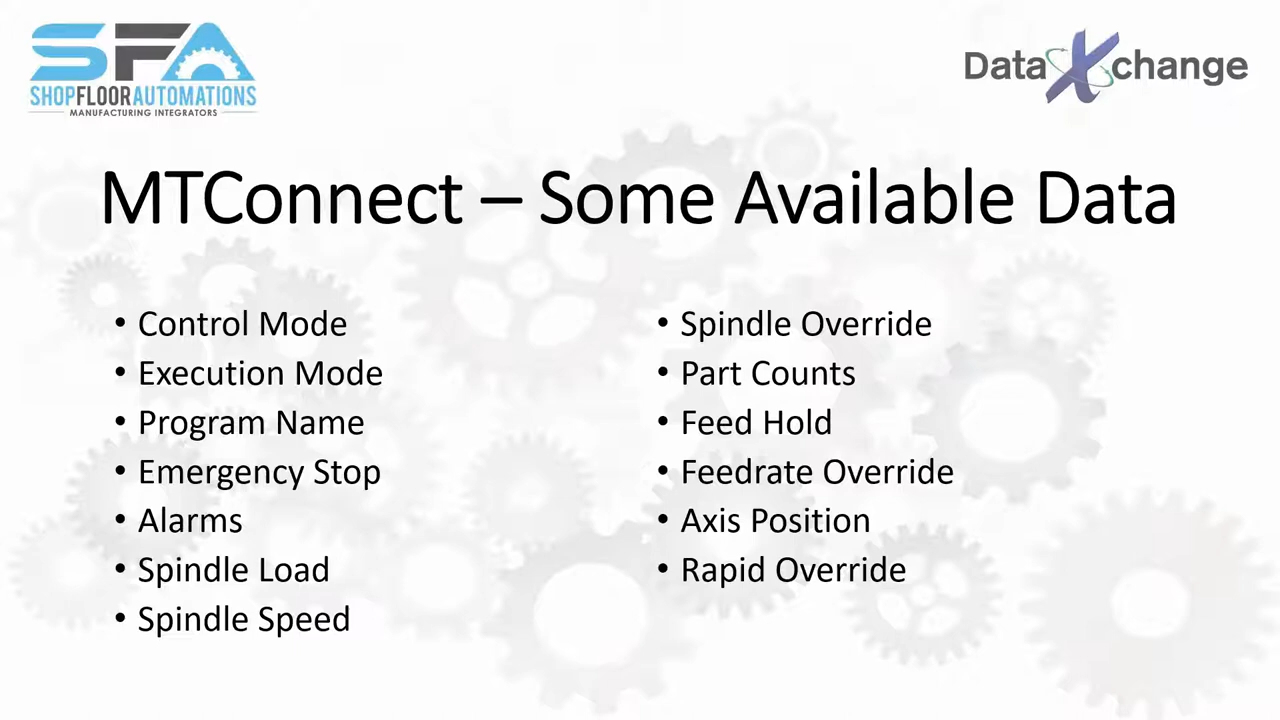 SFA
SHOPFLOORAUTOMATIONS
MANUFACTURING INTEGRATORS
DataXchange
MTConnect – Some Available Data
• Control Mode
• Execution Mode
• Program Name
• Emergency Stop
• Alarms
• Spindle Load
• Spindle Speed
• Spindle Override
• Part Counts
• Feed Hold
• Feedrate Override
• Axis Position
• Rapid Override